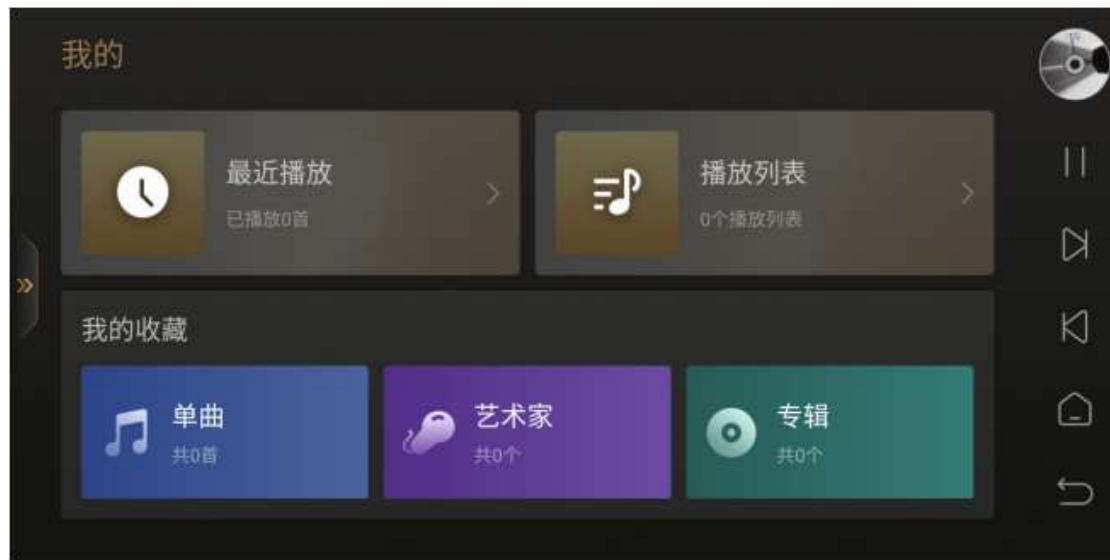 我的
最近播放
已播放0首
播放列表
0个播放列表
我的收藏
单曲
共0首
艺术家
共0个
专辑
共0个